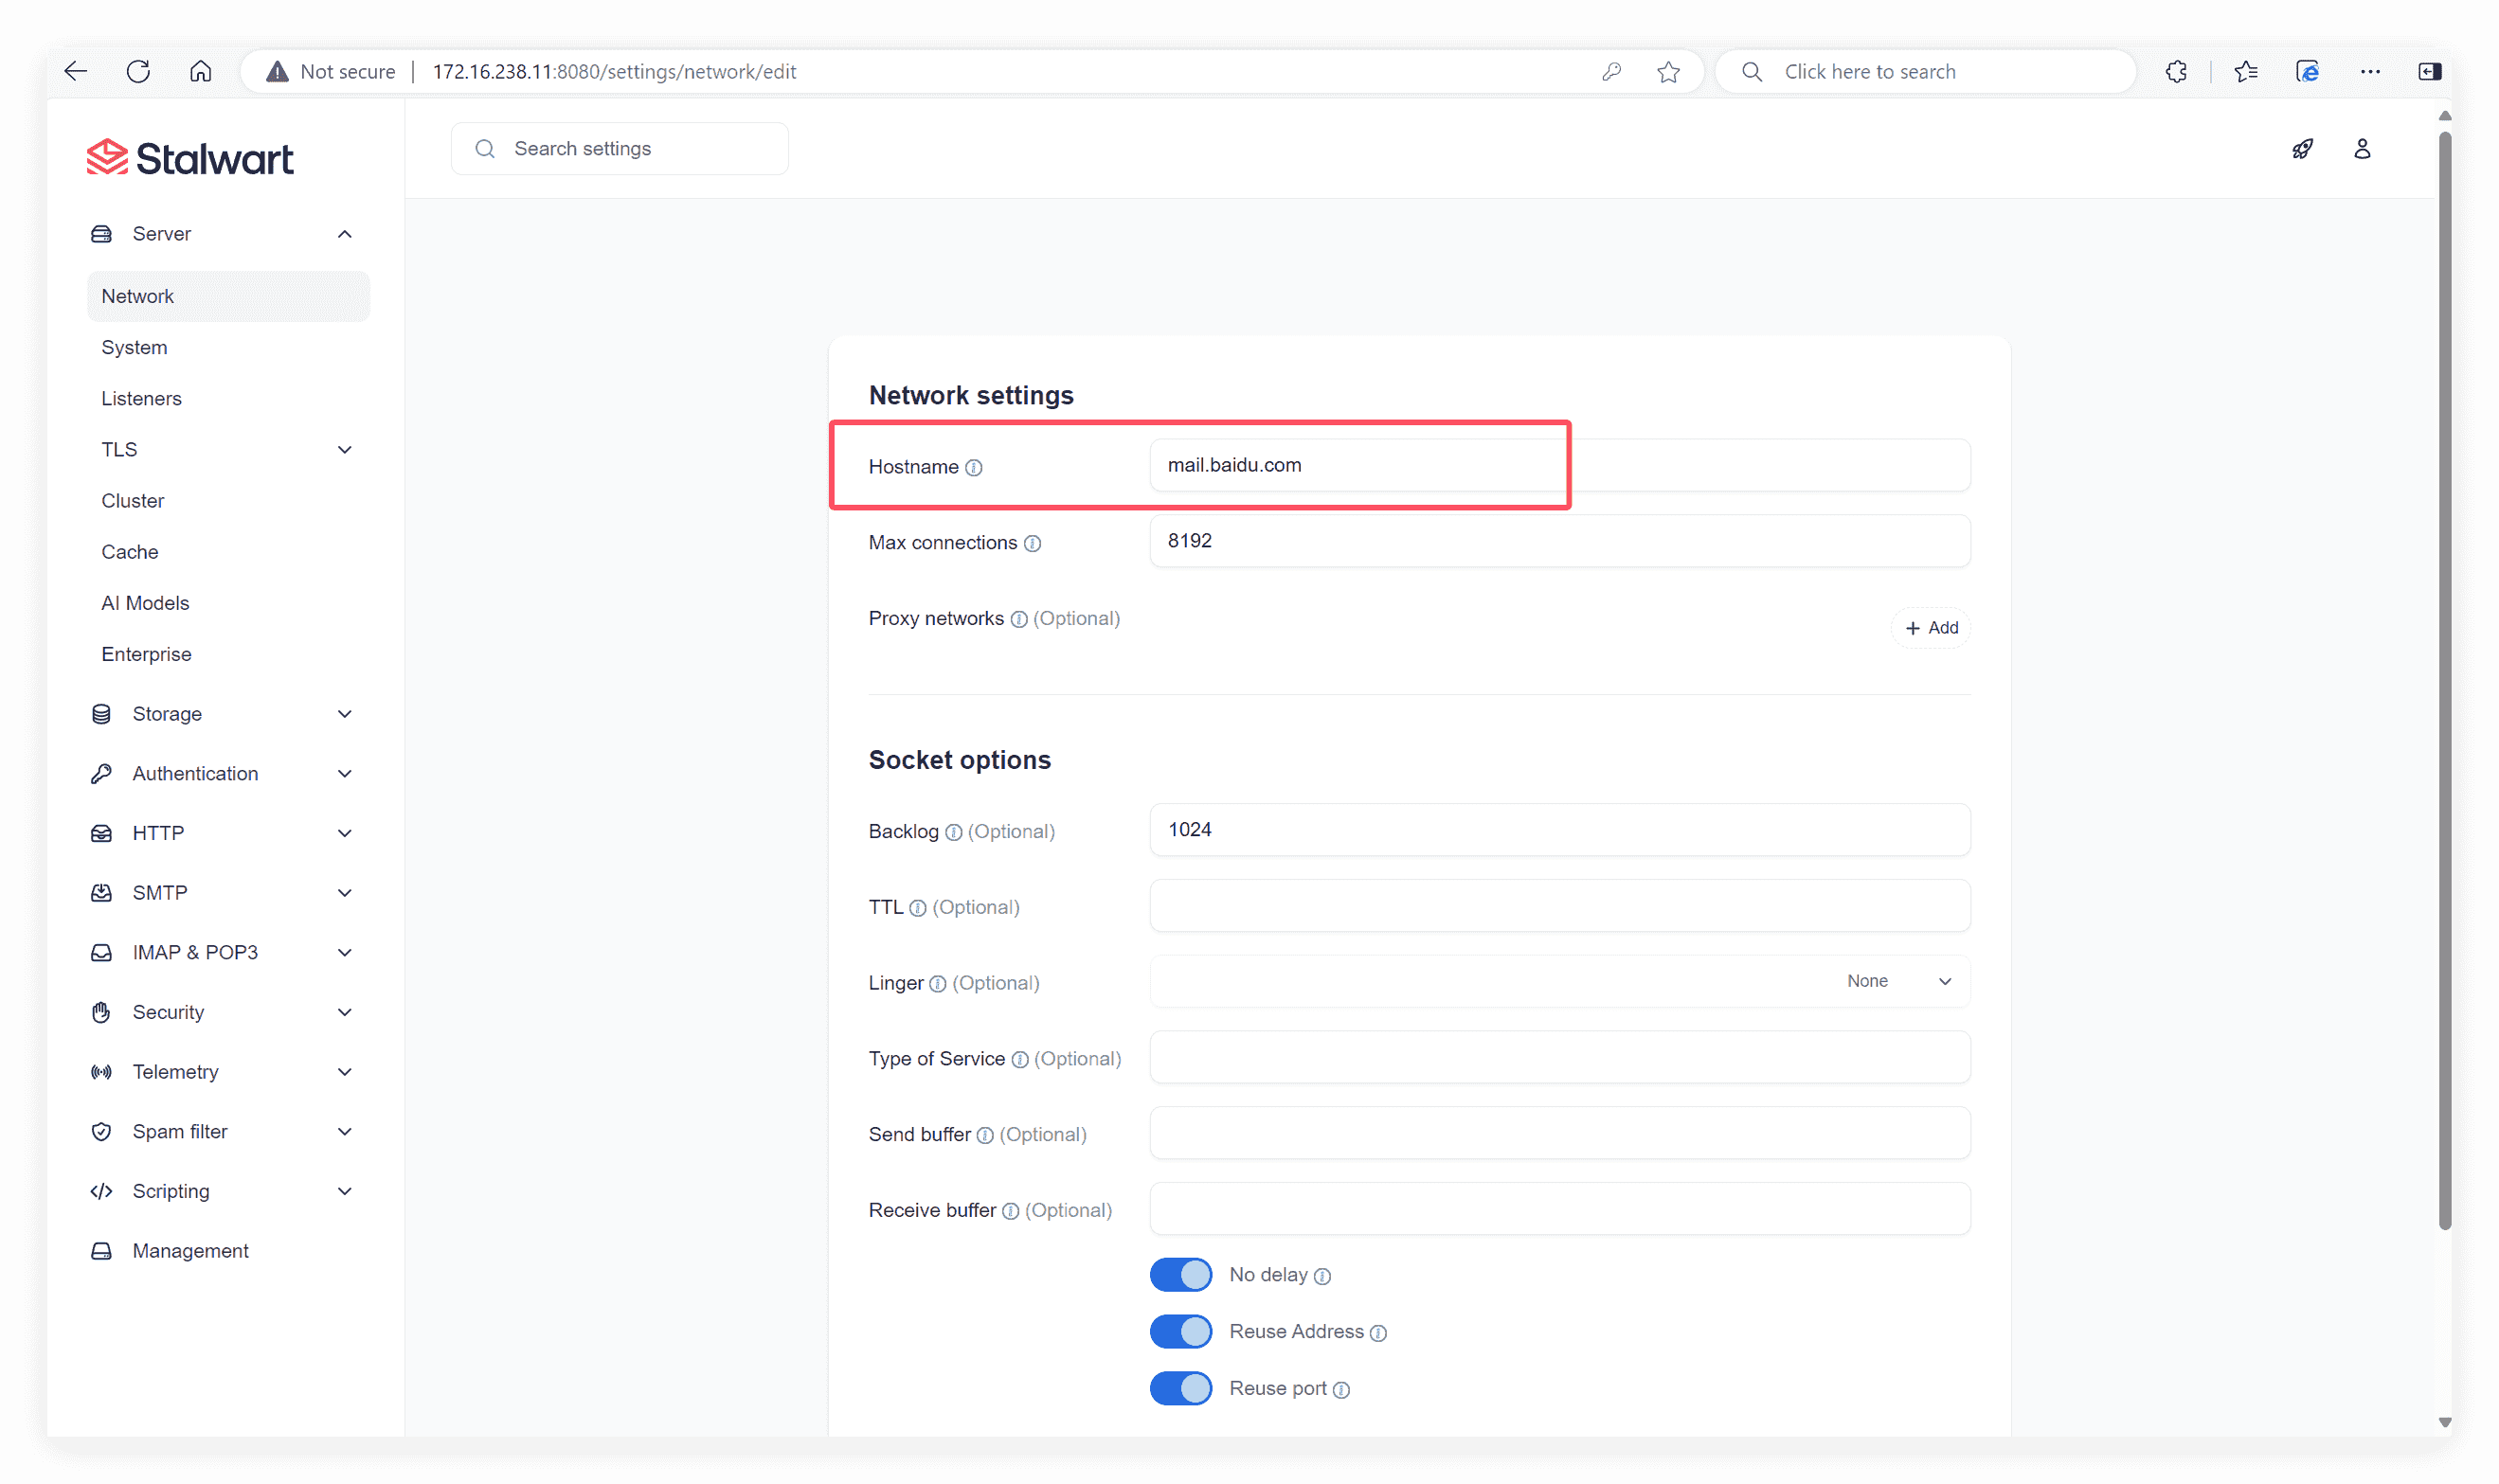 Not secure | 172.16.238.11:8080/settings/network/edit
Click here to search
Stalwart
Search settings
Server
Network
System
Listeners
TLS
Cluster
Cache
AI Models
Enterprise
Storage
Authentication
HTTP
SMTP
IMAP & POP3
Security
Telemetry
Spam filter
Scripting
Management
Network settings
Hostname mail.baidu.com
Max connections 8192
Proxy networks (Optional) + Add
Socket options
Backlog (Optional) 1024
TTL (Optional)
Linger (Optional) None
Type of Service (Optional)
Send buffer (Optional)
Receive buffer (Optional)
No delay
Reuse Address
Reuse port